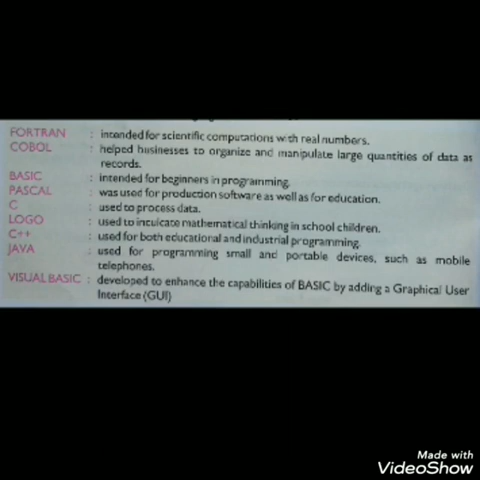 FORTRAN : intended for scientific computations with real numbers.
COBOL : helped businesses to organize and manipulate large quantities of data as
records.
BASIC : intended for beginners in programming.
PASCAL : was used for production software as well as for education.
C : used to process data.
LOGO : used to inculcate mathematical thinking in school children.
C++ : used for both educational and industrial programming.
JAVA : used for programming small and portable devices, such as mobile
telephones.
VISUAL BASIC : developed to enhance the capabilities of BASIC by adding a Graphical User
Interface (GUI)
Made with
VideoShow